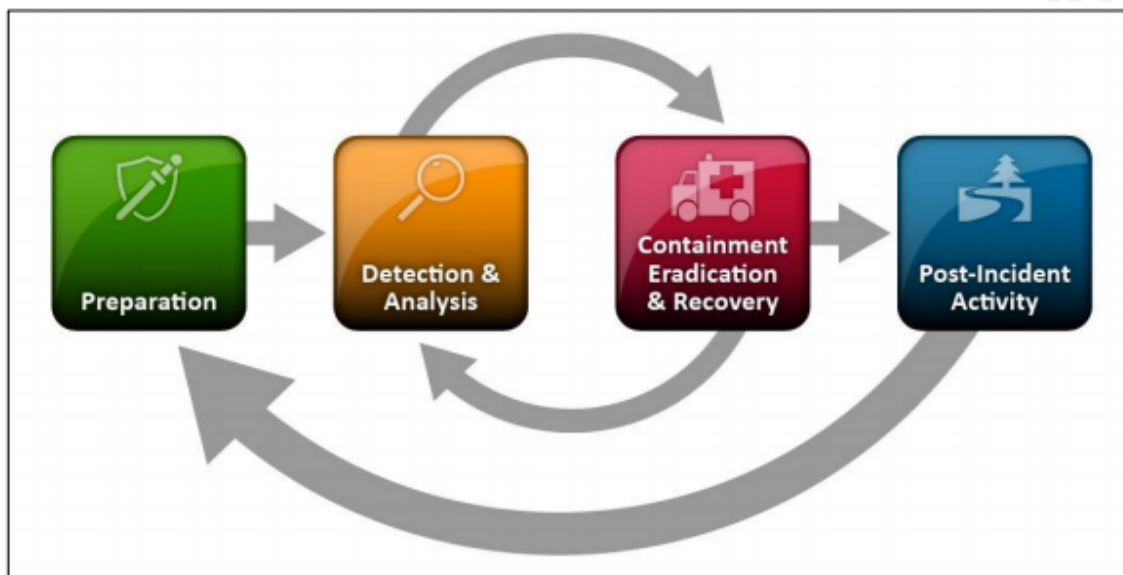 Preparation
Detection &
Analysis
Containment
Eradication
& Recovery
Post-Incident
Activity